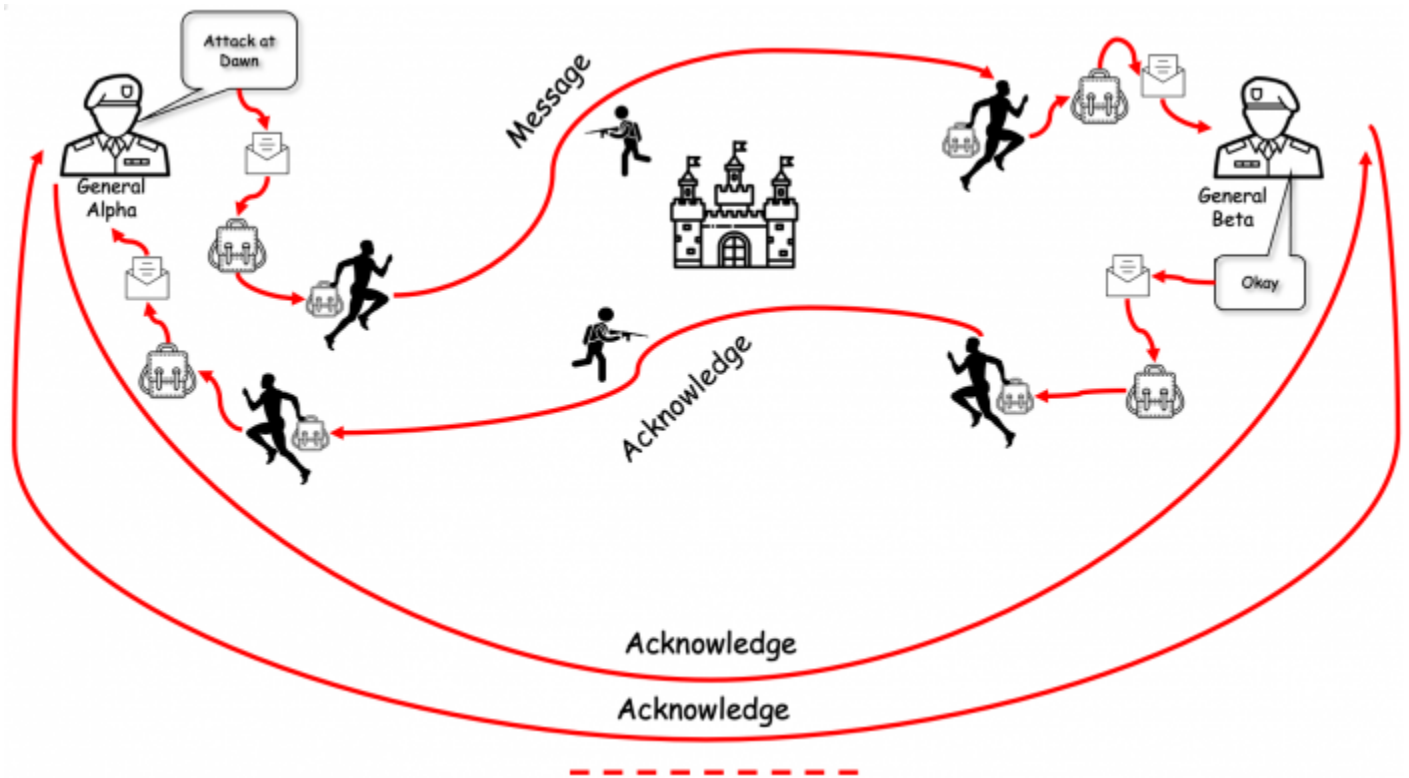 Attack at
Dawn
Message
General
Alpha
General
Beta
Okay
Acknowledge
Acknowledge
Acknowledge